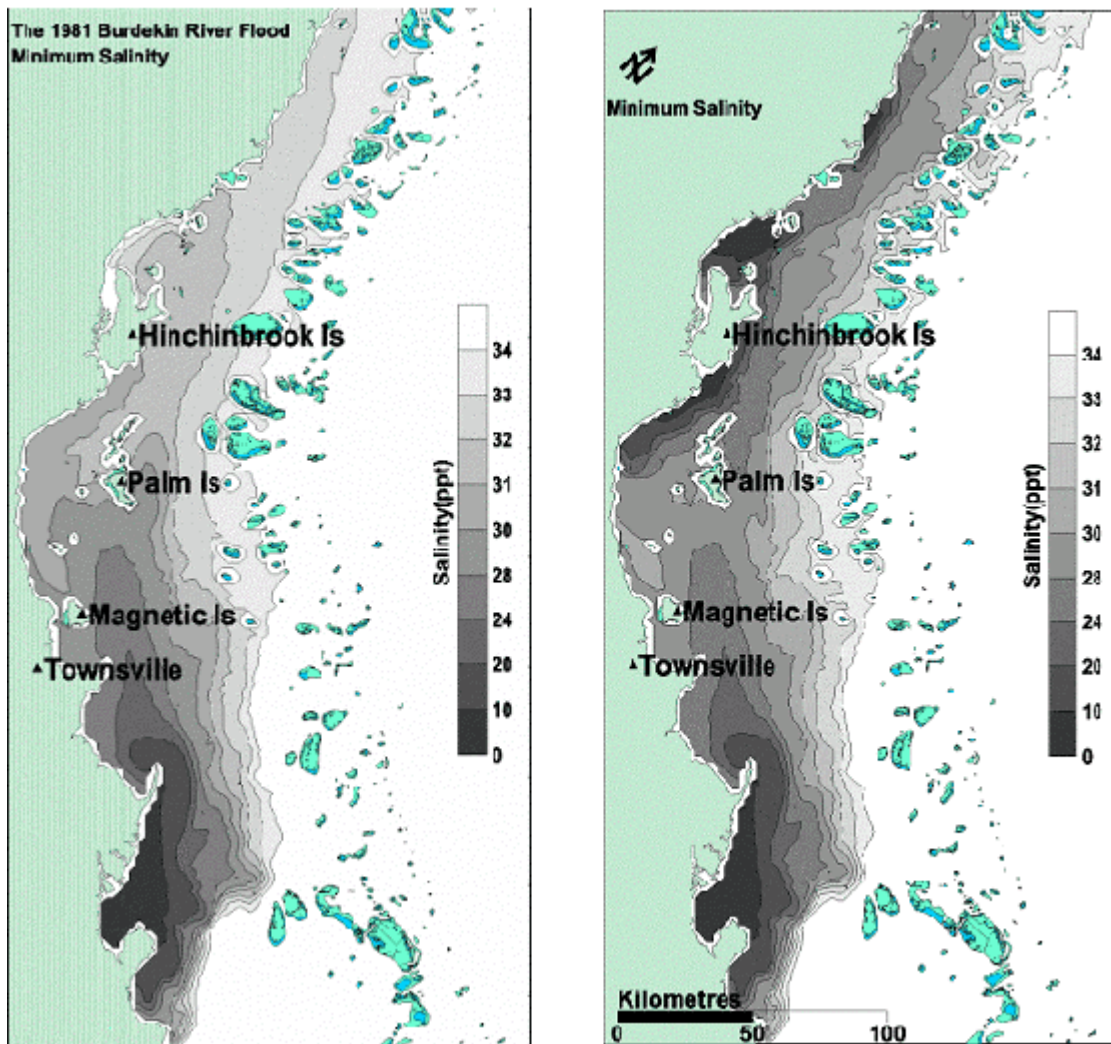 The 1981 Burdekin River Flood
Minimum Salinity
Hinchinbrook Is
Palm Is
Magnetic Is
Townsville
Salinity(ppt)
34
33
32
31
30
28
24
20
10
0
N
Minimum Salinity
Hinchinbrook Is
Palm Is
Magnetic Is
Townsville
Salinity(ppt)
34
33
32
31
30
28
24
20
10
0
Kilometres
0 50 100